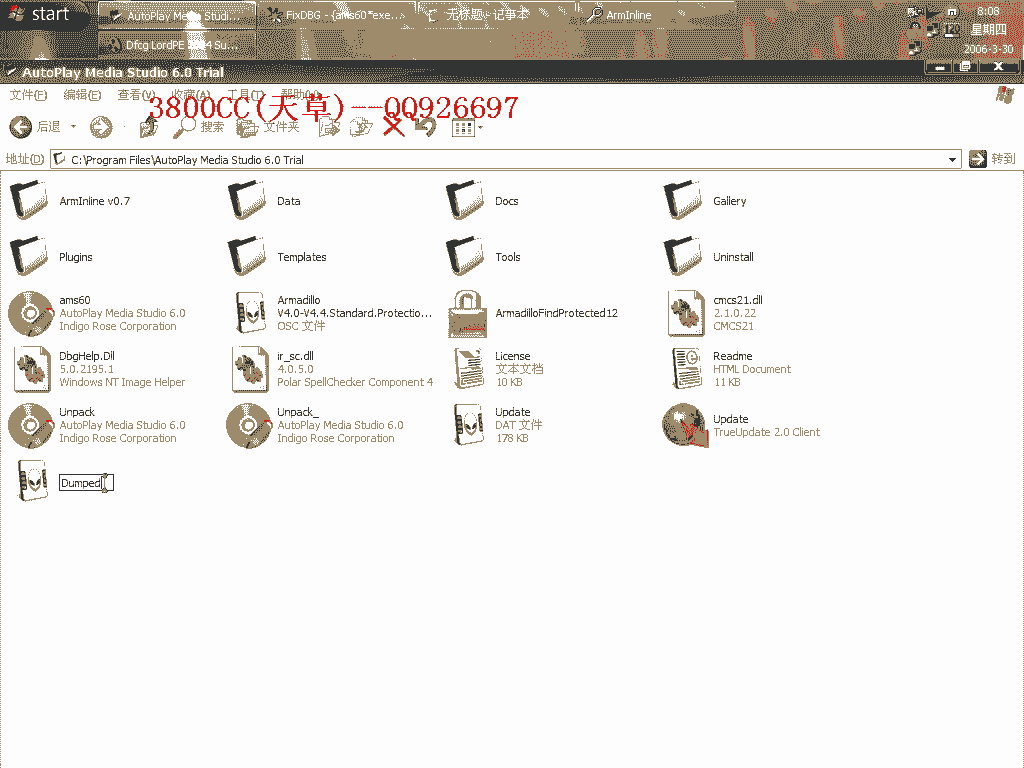 start
AutoPlay Media Studi...
FixDBG - {ams60*exe...
无标题 - 记事本
ArmInline
Dfcg LordPE 2004 Su...
8:08
星期四
2006-3-30
AutoPlay Media Studio 6.0 Trial
文件(F) 编辑(E) 查看(V) 收藏(A) 工具(T) 帮助(H)
3800CC(天草)——QQ926697
后退 搜索 文件夹
地址(D) C:\Program Files\AutoPlay Media Studio 6.0 Trial 转到
ArmInline v0.7
Data
Docs
Gallery
Plugins
Templates
Tools
Uninstall
ams60
AutoPlay Media Studio 6.0
Indigo Rose Corporation
Armadillo
V4.0-V4.4.Standard.Protectio...
OSC 文件
ArmadilloFindProtected12
cmcs21.dll
2.1.0.22
CMCS21
DbgHelp.Dll
5.0.2195.1
Windows NT Image Helper
ir_sc.dll
4.0.5.0
Polar SpellChecker Component 4
License
文本文档
10 KB
Readme
HTML Document
11 KB
Unpack
AutoPlay Media Studio 6.0
Indigo Rose Corporation
Unpack_
AutoPlay Media Studio 6.0
Indigo Rose Corporation
Update
DAT 文件
178 KB
Update
TrueUpdate 2.0 Client
Dumped